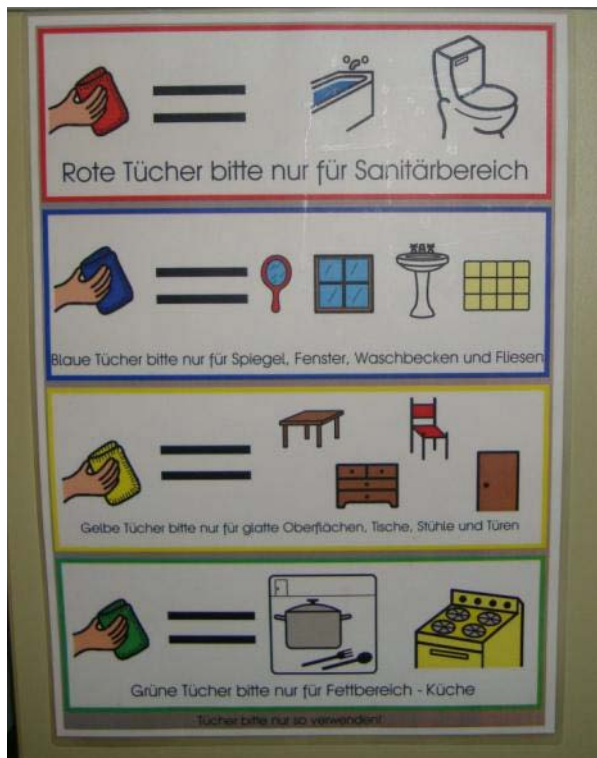 Rote Tücher bitte nur für Sanitärbereich
Blaue Tücher bitte nur für Spiegel, Fenster, Waschbecken und Fliesen
Gelbe Tücher bitte nur für glatte Oberflächen, Tische, Stühle und Türen
Grüne Tücher bitte nur für Fettbereich - Küche
Tücher bitte nur so verwenden!